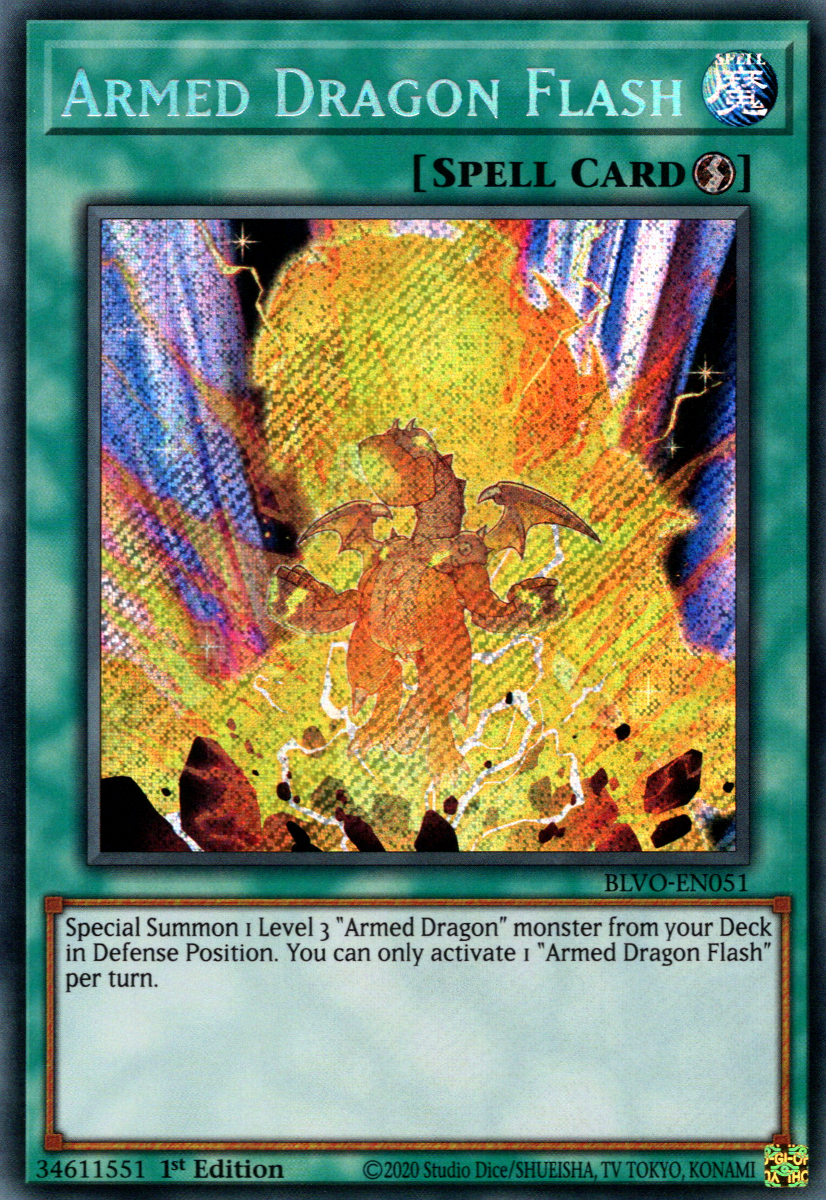 ARMED DRAGON FLASH
SPELL
魔
[SPELL CARD]
BLVO-EN051
Special Summon 1 Level 3 "Armed Dragon" monster from your Deck
in Defense Position. You can only activate 1 "Armed Dragon Flash"
per turn.
34611551 1st Edition ©2020 Studio Dice/SHUEISHA, TV TOKYO, KONAMI